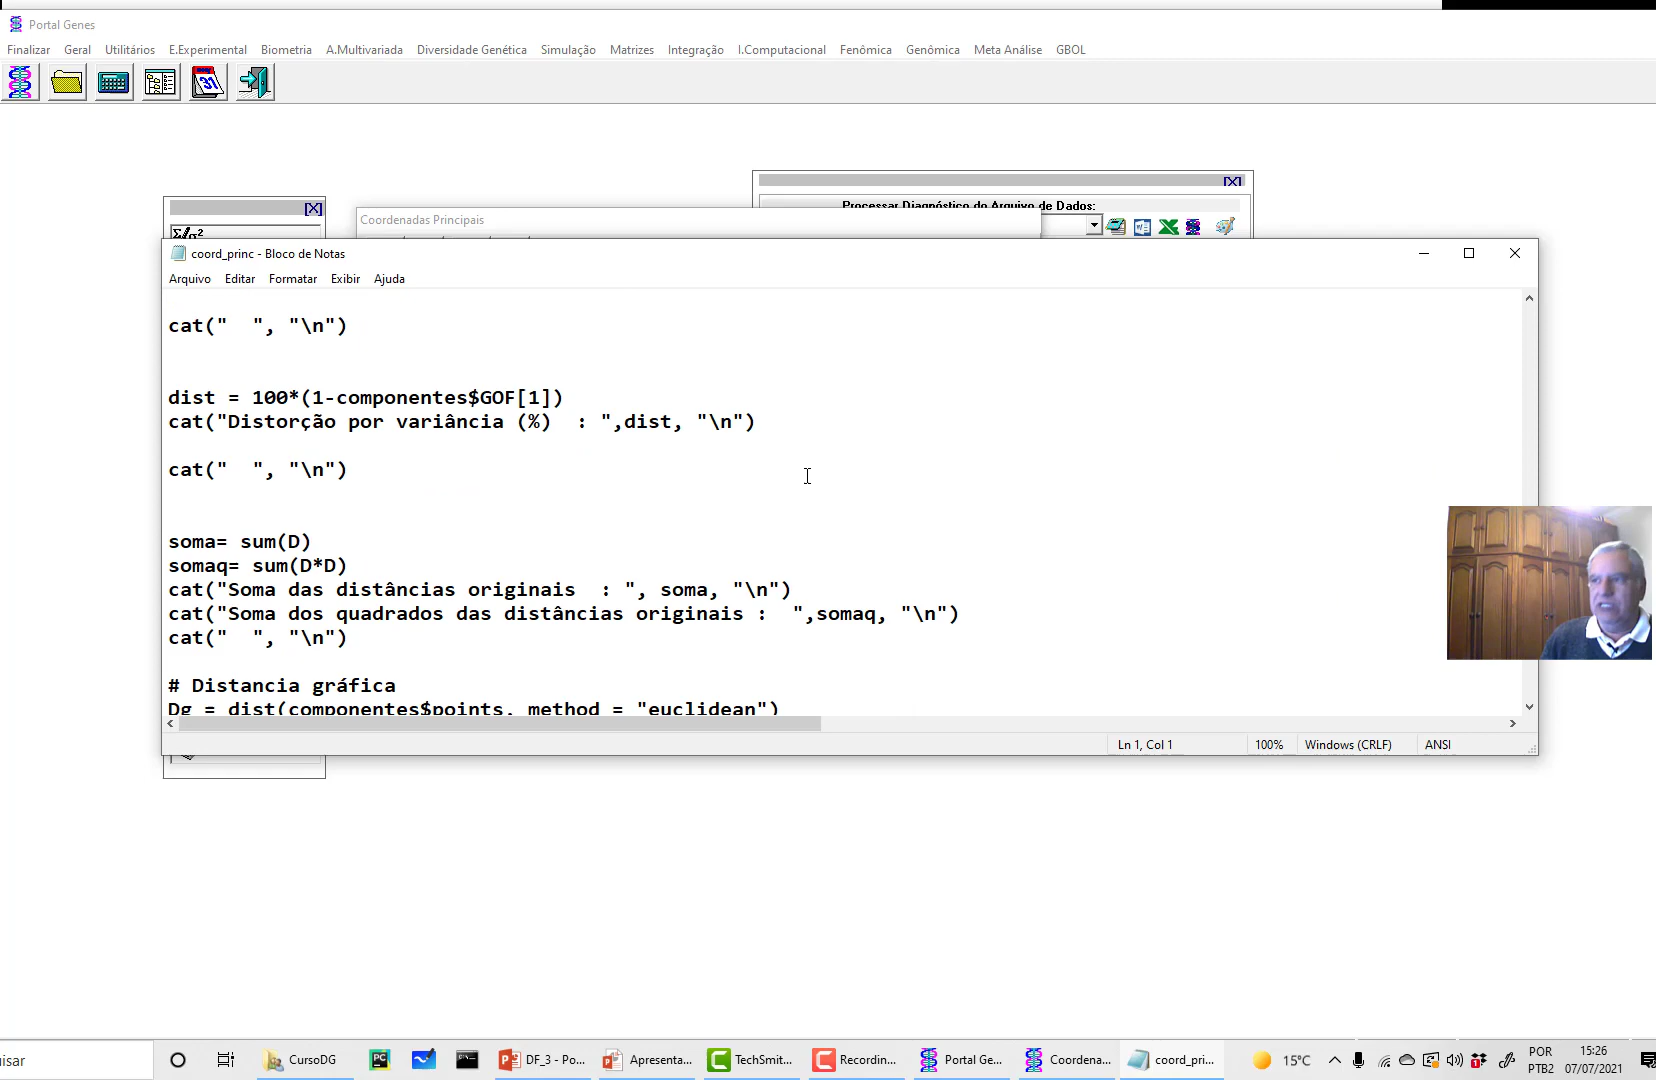 Portal Genes
Finalizar Geral Utilitários E.Experimental Biometria A.Multivariada Diversidade Genética Simulação Matrizes Integração I.Computacional Fenômica Genômica Meta Análise GBOL
31
[X]
[X]
Processar Diagnóstico do Arquivo de Dados:
Coordenadas Principais
Σ/σ²
coord_princ - Bloco de Notas
Arquivo Editar Formatar Exibir Ajuda
cat("  ", "\n")
dist = 100*(1-componentes$GOF[1])
cat("Distorção por variância (%)  : ",dist, "\n")
cat("  ", "\n")
soma= sum(D)
somaq= sum(D*D)
cat("Soma das distâncias originais  : ", soma, "\n")
cat("Soma dos quadrados das distâncias originais :  ",somaq, "\n")
cat("  ", "\n")
# Distancia gráfica
Dg = dist(componentes$points, method = "euclidean")
Ln 1, Col 1 100% Windows (CRLF) ANSI
uisar CursoDG DF_3 - Po... Apresenta... TechSmit... Recordin... Portal Ge... Coordena... coord_pri... 15°C POR 15:26
PTB2 07/07/2021